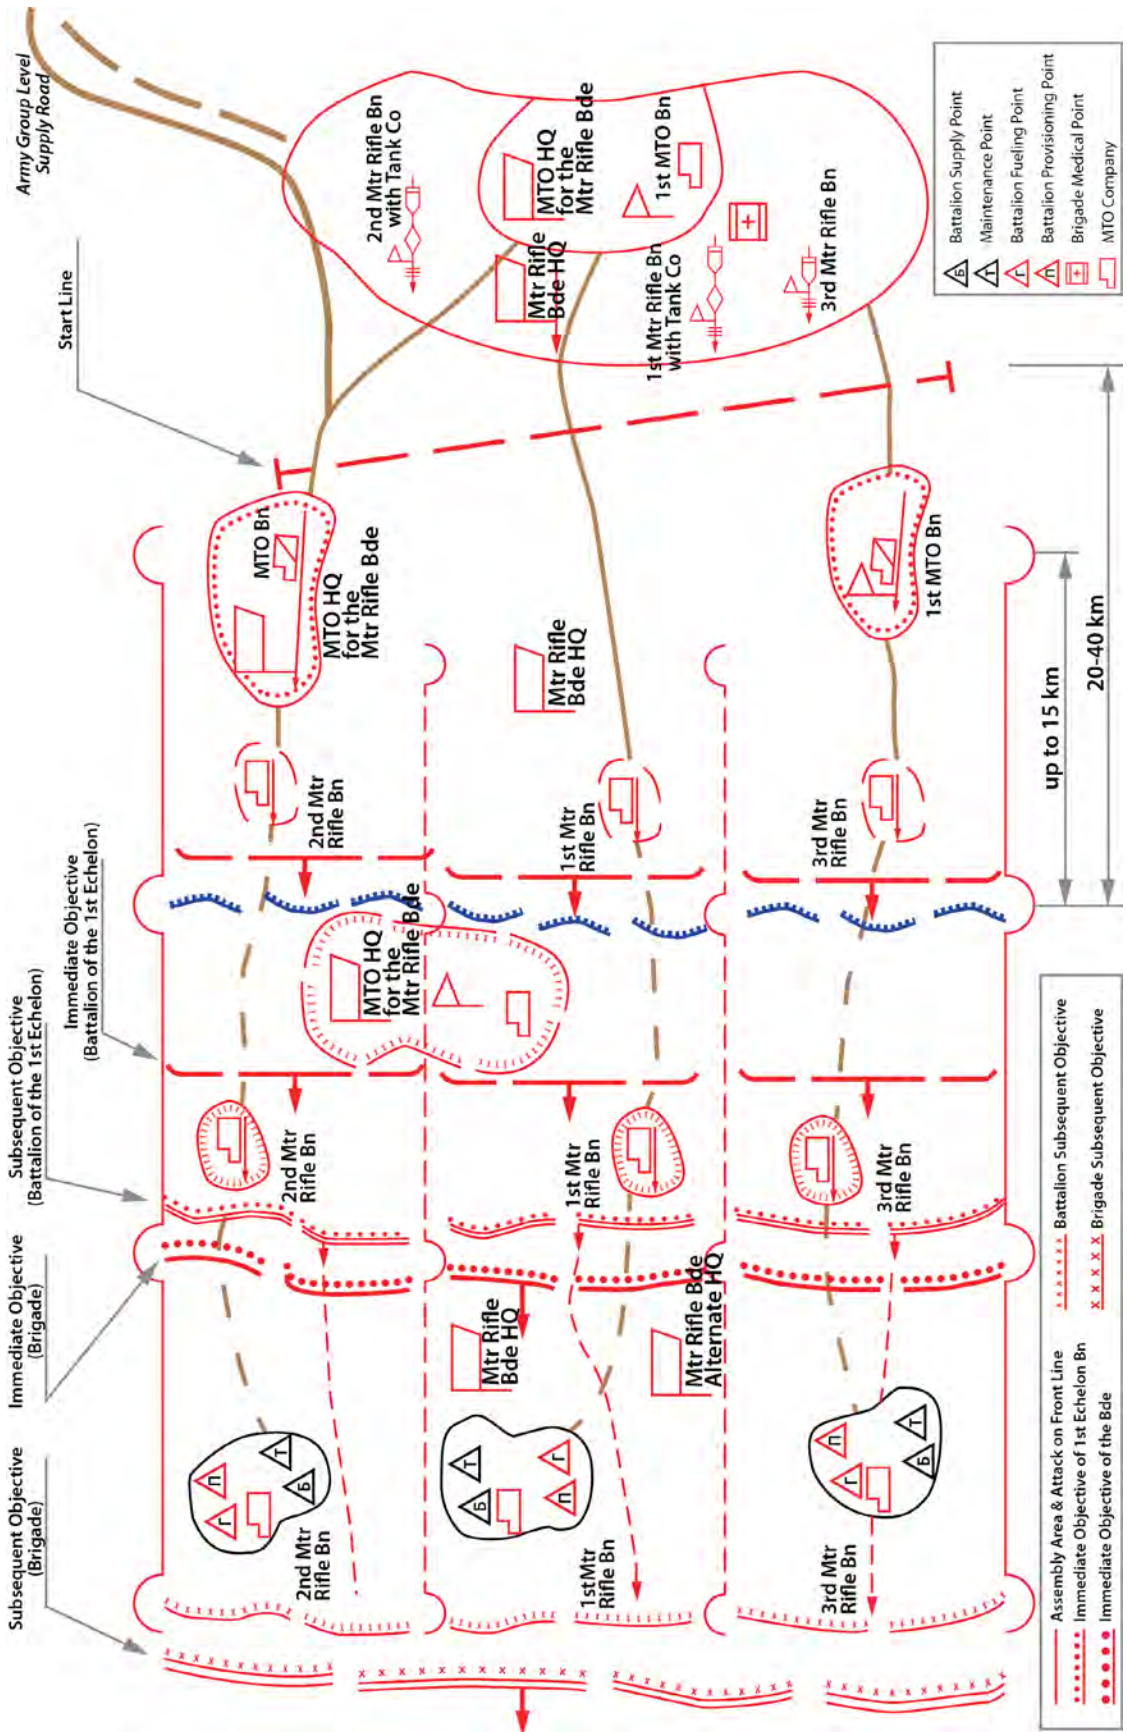 Subsequent Objective
(Brigade)
Immediate Objective
(Brigade)
Subsequent Objective
(Battalion of the 1st Echelon)
Immediate Objective
(Battalion of the 1st Echelon)
Start Line
Army Group Level
Supply Road
Г
П
Б
Т
2nd Mtr
Rifle Bn
2nd Mtr
Rifle Bn
MTO HQ
for the
Mtr Rifle Bde
2nd Mtr
Rifle Bn
MTO Bn
MTO HQ
for the
Mtr Rifle Bde
2nd Mtr Rifle Bn
with Tank Co
MTO HQ
for the
Mtr Rifle Bde
Mtr Rifle
Bde HQ
1st MTO Bn
Б
Т
П
Г
Mtr Rifle
Bde HQ
1stMtr
Rifle Bn
1st Mtr
Rifle Bn
1st Mtr
Rifle Bn
Mtr Rifle
Bde HQ
1st Mtr Rifle Bn
with Tank Co
Mtr Rifle Bde
Alternate HQ
3rd Mtr Rifle Bn
Г
П
Б
Т
3rd Mtr
Rifle Bn
3rd Mtr
Rifle Bn
3rd Mtr
Rifle Bn
1st MTO Bn
up to 15 km
20-40 km
Assembly Area & Attack on Front Line
Immediate Objective of 1st Echelon Bn
Immediate Objective of the Bde
Battalion Subsequent Objective
Brigade Subsequent Objective
Б Battalion Supply Point
Т Maintenance Point
Г Battalion Fueling Point
П Battalion Provisioning Point
Brigade Medical Point
MTO Company